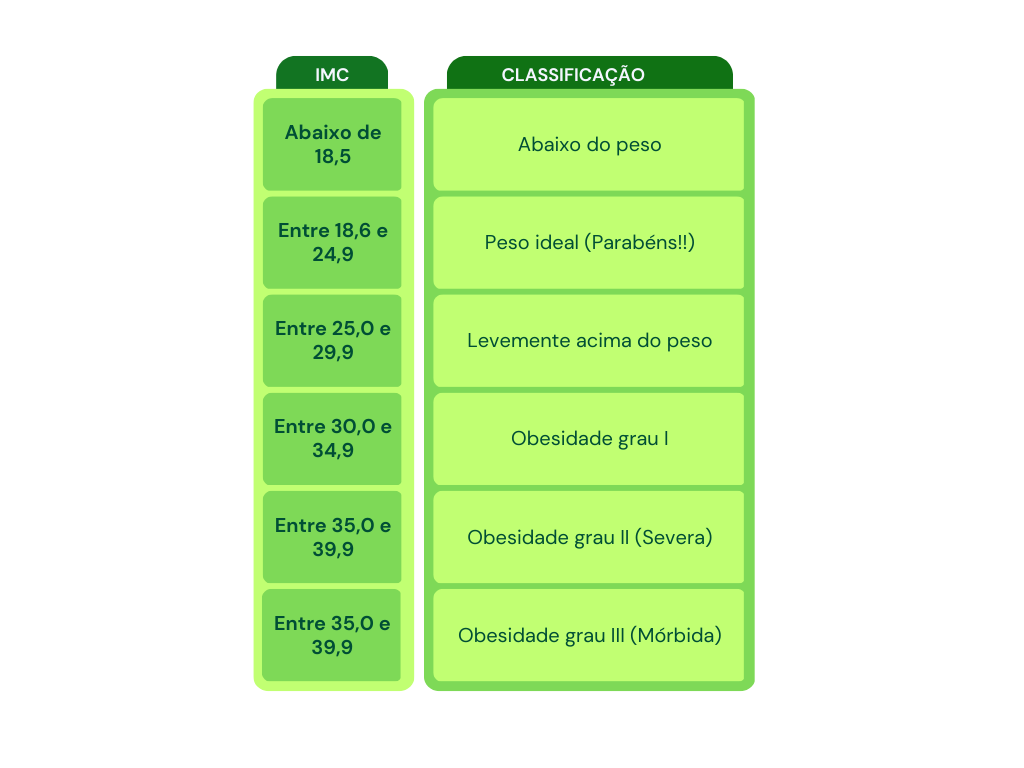 IMC
CLASSIFICAÇÃO
Abaixo de
18,5
Abaixo do peso
Entre 18,6 e
24,9
Peso ideal (Parabéns!!)
Entre 25,0 e
29,9
Levemente acima do peso
Entre 30,0 e
34,9
Obesidade grau I
Entre 35,0 e
39,9
Obesidade grau II (Severa)
Entre 35,0 e
39,9
Obesidade grau III (Mórbida)